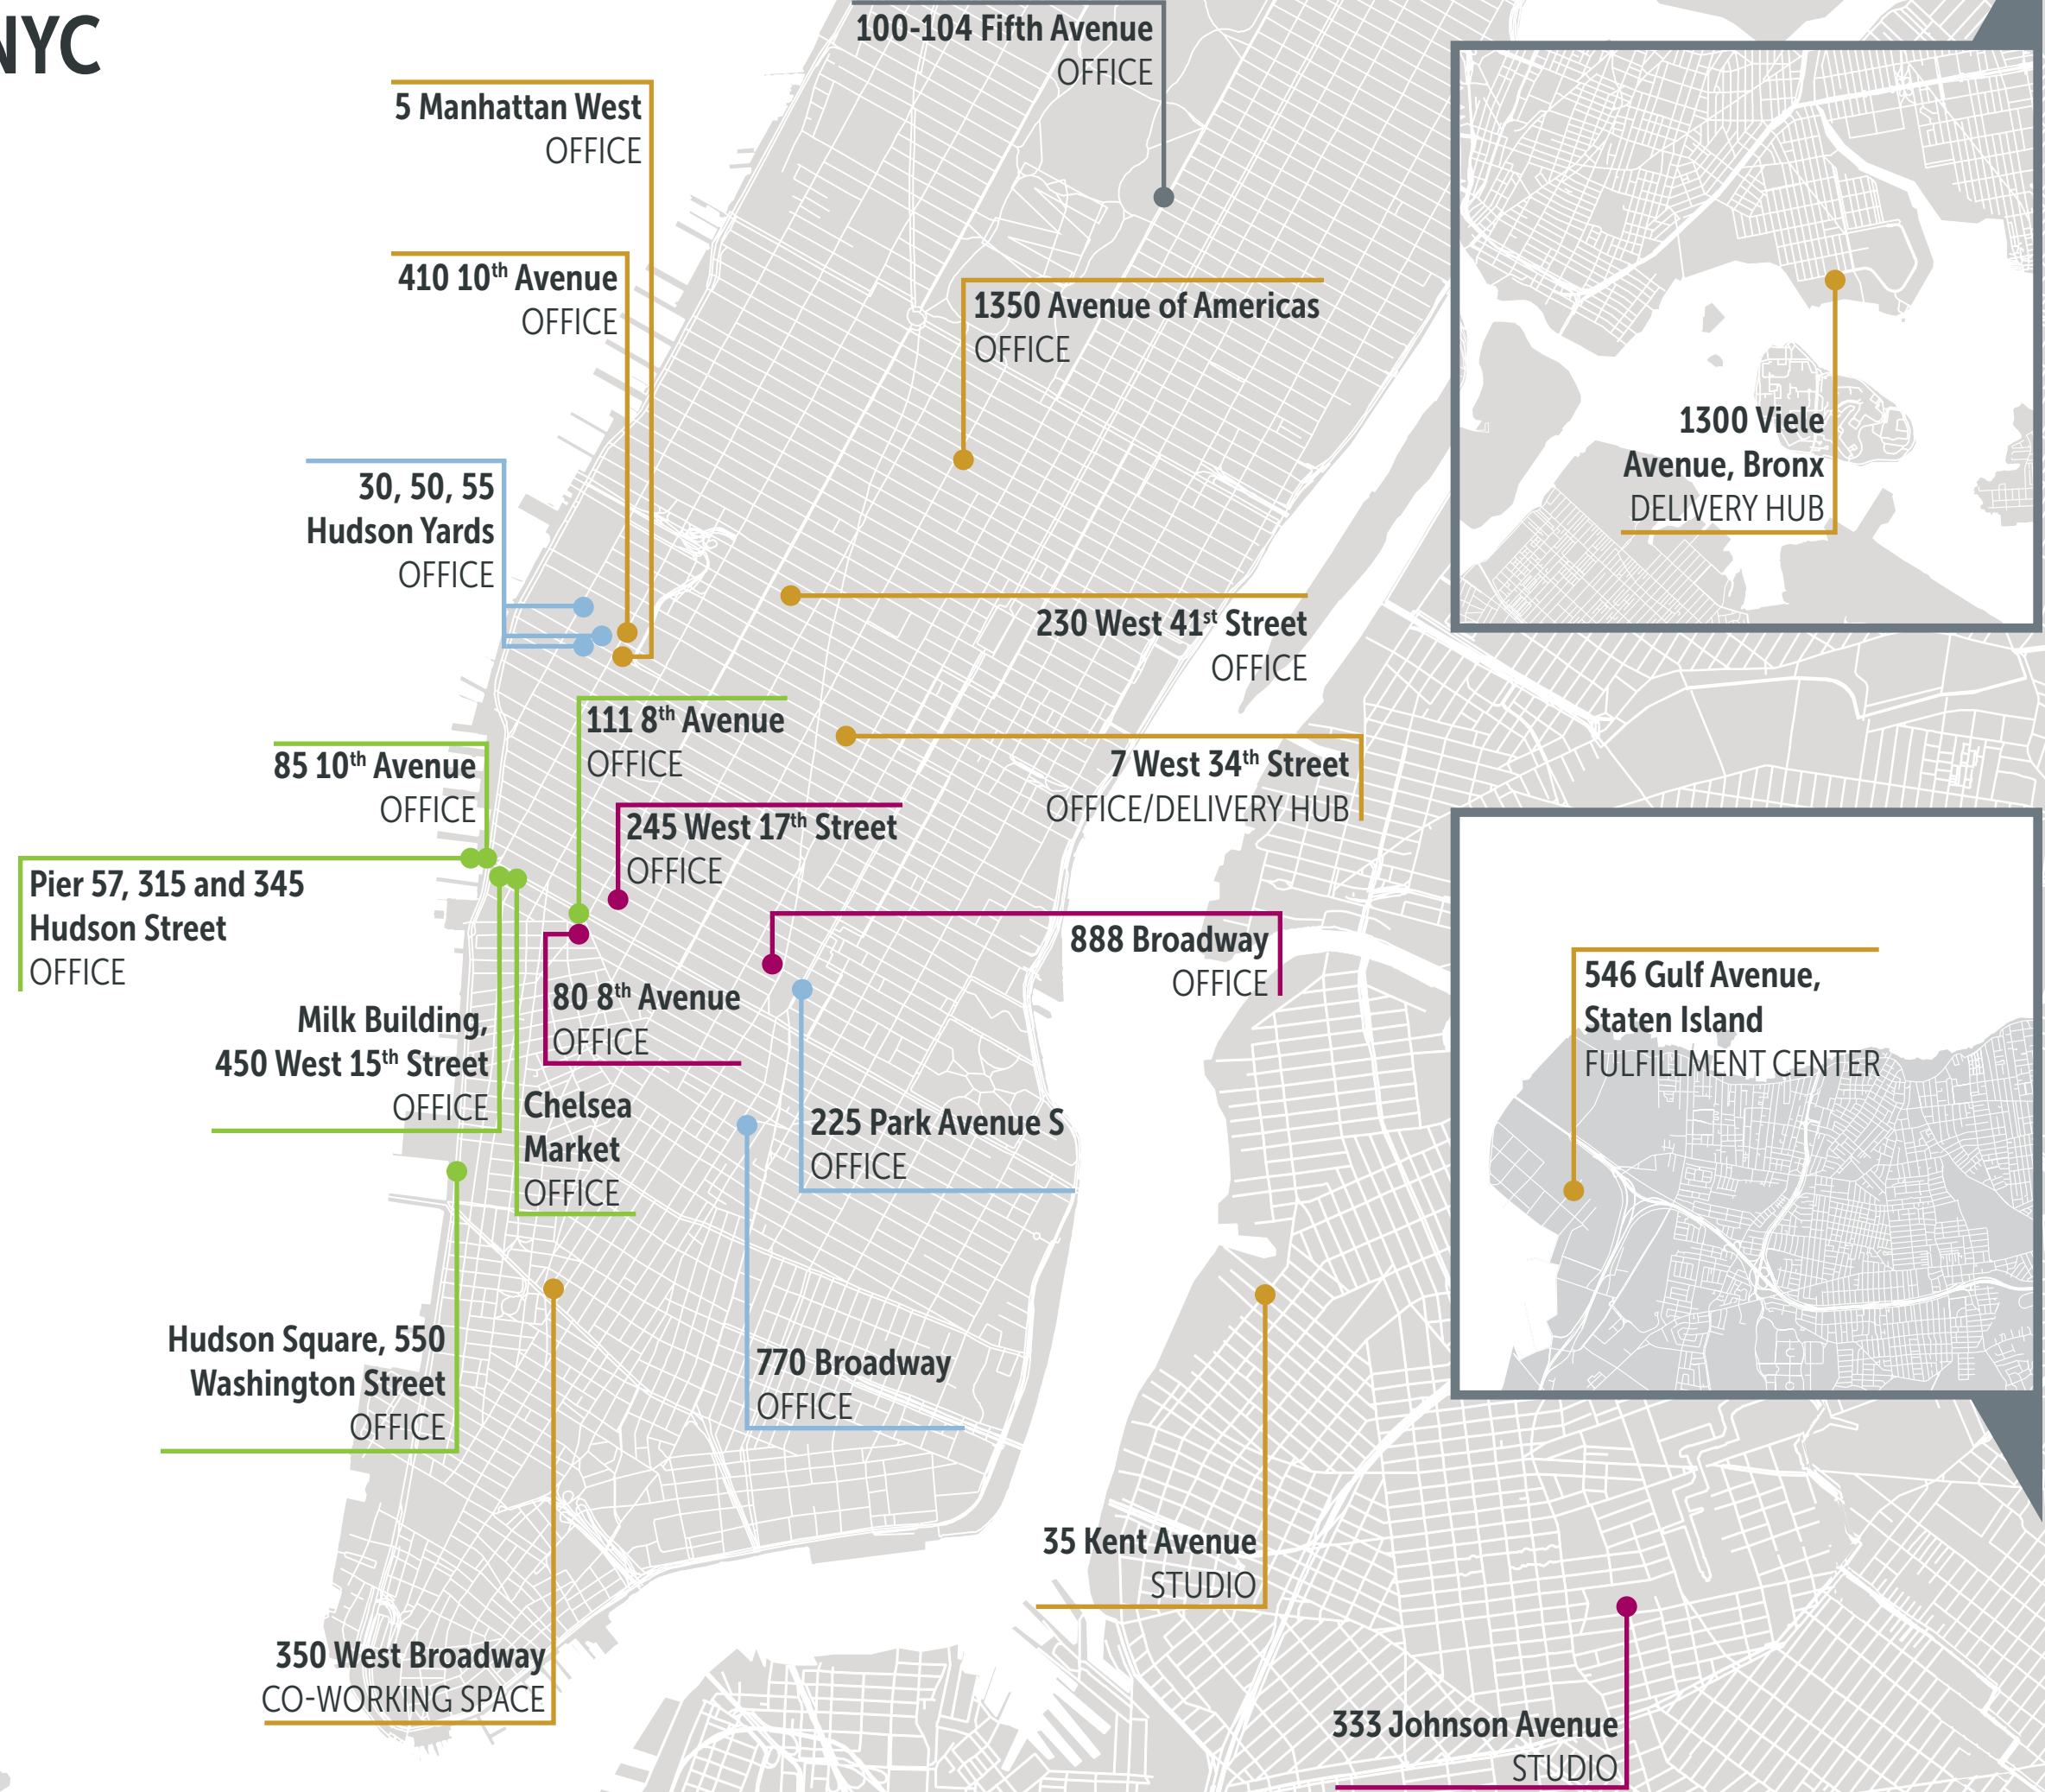 NYC
100-104 Fifth Avenue
OFFICE
5 Manhattan West
OFFICE
410 10th Avenue
OFFICE
1350 Avenue of Americas
OFFICE
1300 Viele
Avenue, Bronx
DELIVERY HUB
30, 50, 55
Hudson Yards
OFFICE
230 West 41st Street
OFFICE
111 8th Avenue
OFFICE
85 10th Avenue
OFFICE
7 West 34th Street
OFFICE/DELIVERY HUB
245 West 17th Street
OFFICE
Pier 57, 315 and 345
Hudson Street
OFFICE
888 Broadway
OFFICE
546 Gulf Avenue,
Staten Island
FULFILLMENT CENTER
80 8th Avenue
OFFICE
Milk Building,
450 West 15th Street
OFFICE
Chelsea
Market
OFFICE
225 Park Avenue S
OFFICE
Hudson Square, 550
Washington Street
OFFICE
770 Broadway
OFFICE
35 Kent Avenue
STUDIO
350 West Broadway
CO-WORKING SPACE
333 Johnson Avenue
STUDIO